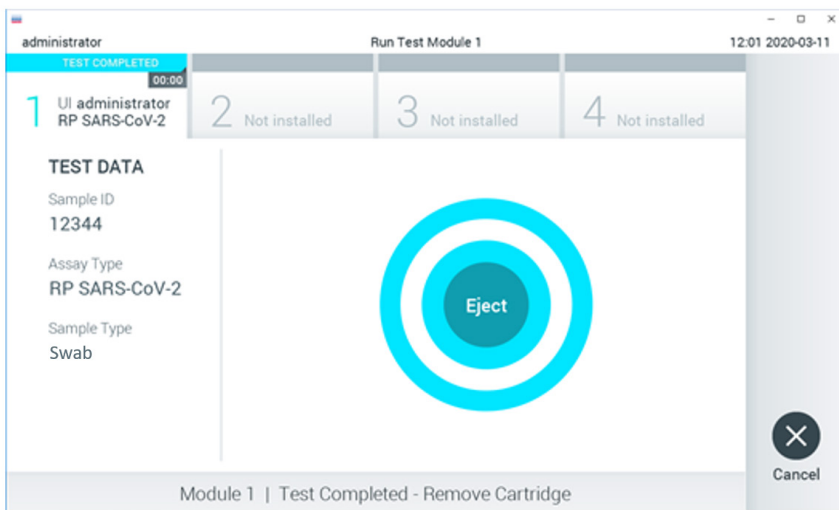 administrator
Run Test Module 1
12:01 2020-03-11
TEST COMPLETED
00:00
1
UI administrator
RP SARS-CoV-2
2 Not installed
3 Not installed
4 Not installed
TEST DATA
Sample ID
12344
Assay Type
RP SARS-CoV-2
Sample Type
Swab
Eject
Cancel
Module 1 | Test Completed - Remove Cartridge